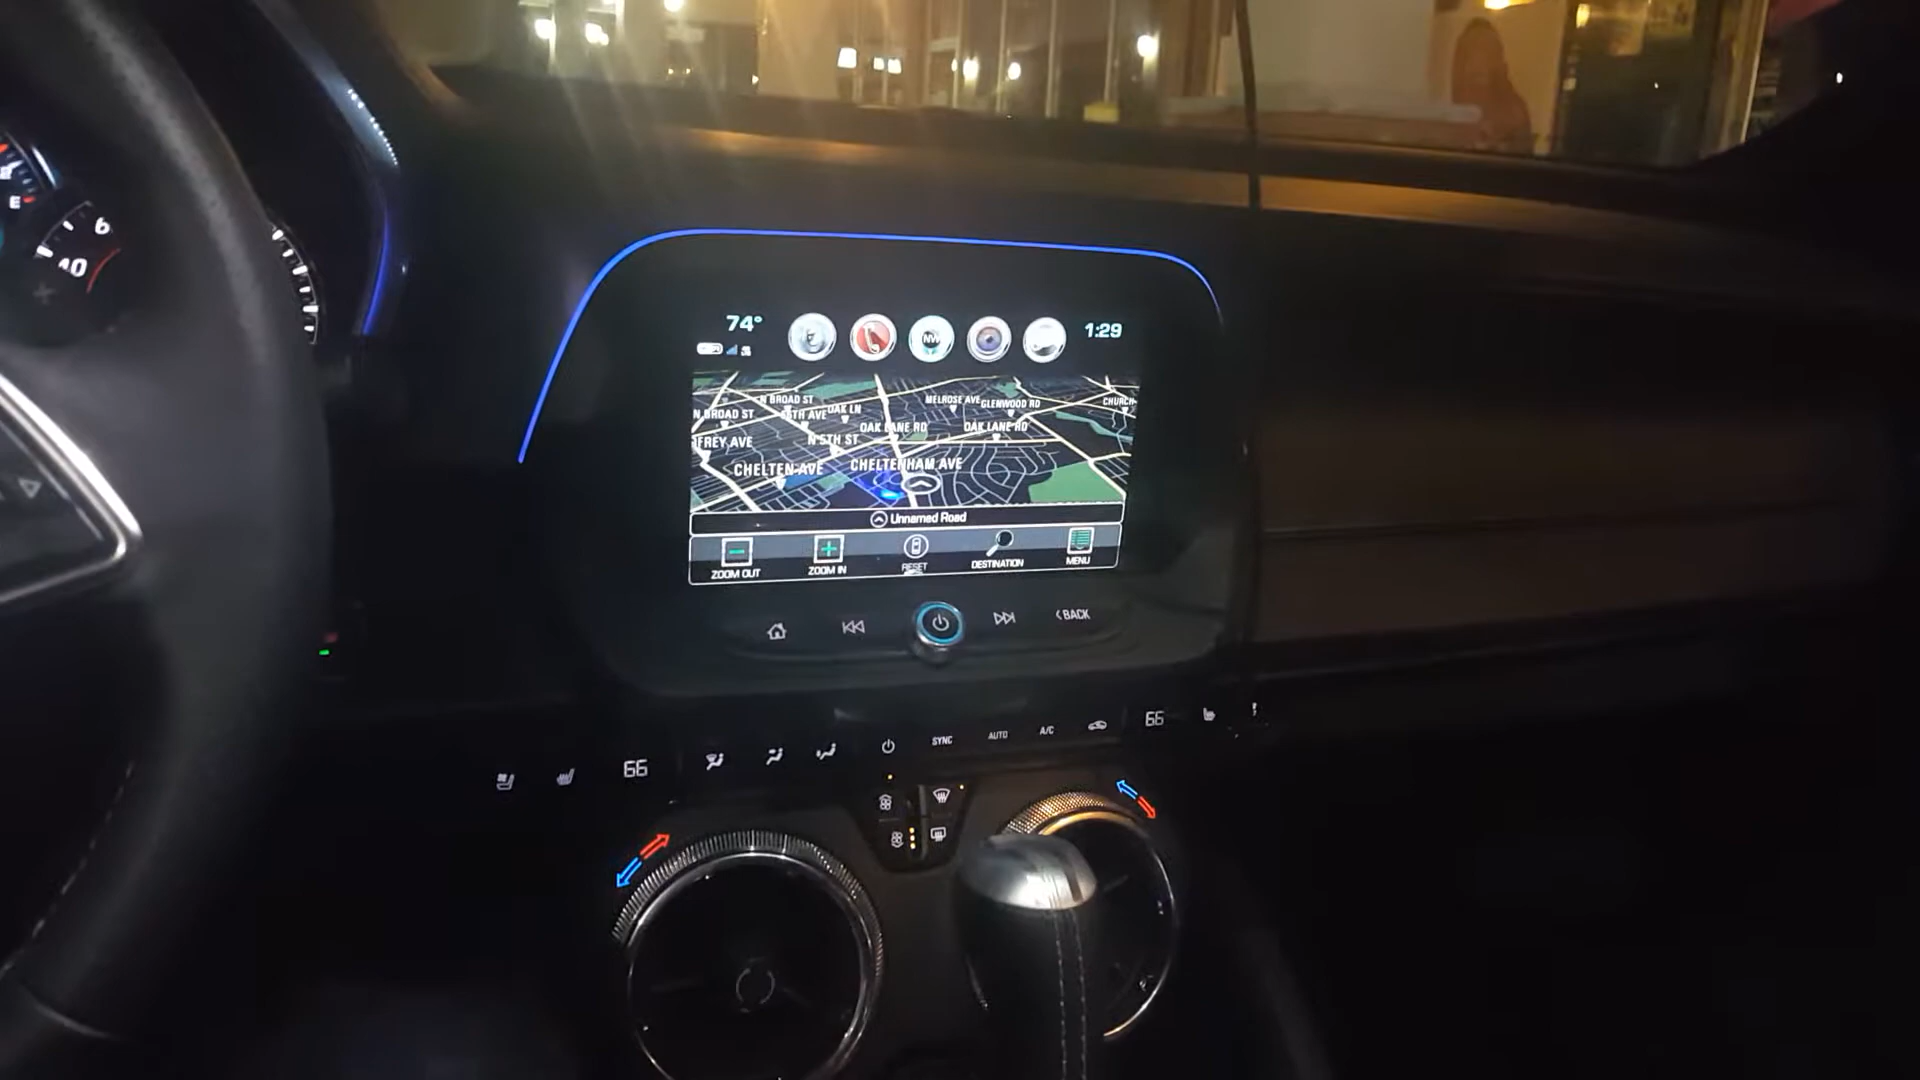 E
6
40
74°
1:29
NW
N BROAD ST
MELROSE AVE
GLENWOOD RD
CHURCH
N BROAD ST
OAK LN
OAK LANE RD
OAK LANE RD
FREY AVE
N 5TH ST
CHELTEN AVE
CHELTENHAM AVE
Unnamed Road
ZOOM OUT
ZOOM IN
RESET
DESTINATION
MENU
BACK
66
SYNC
AUTO
A/C
66